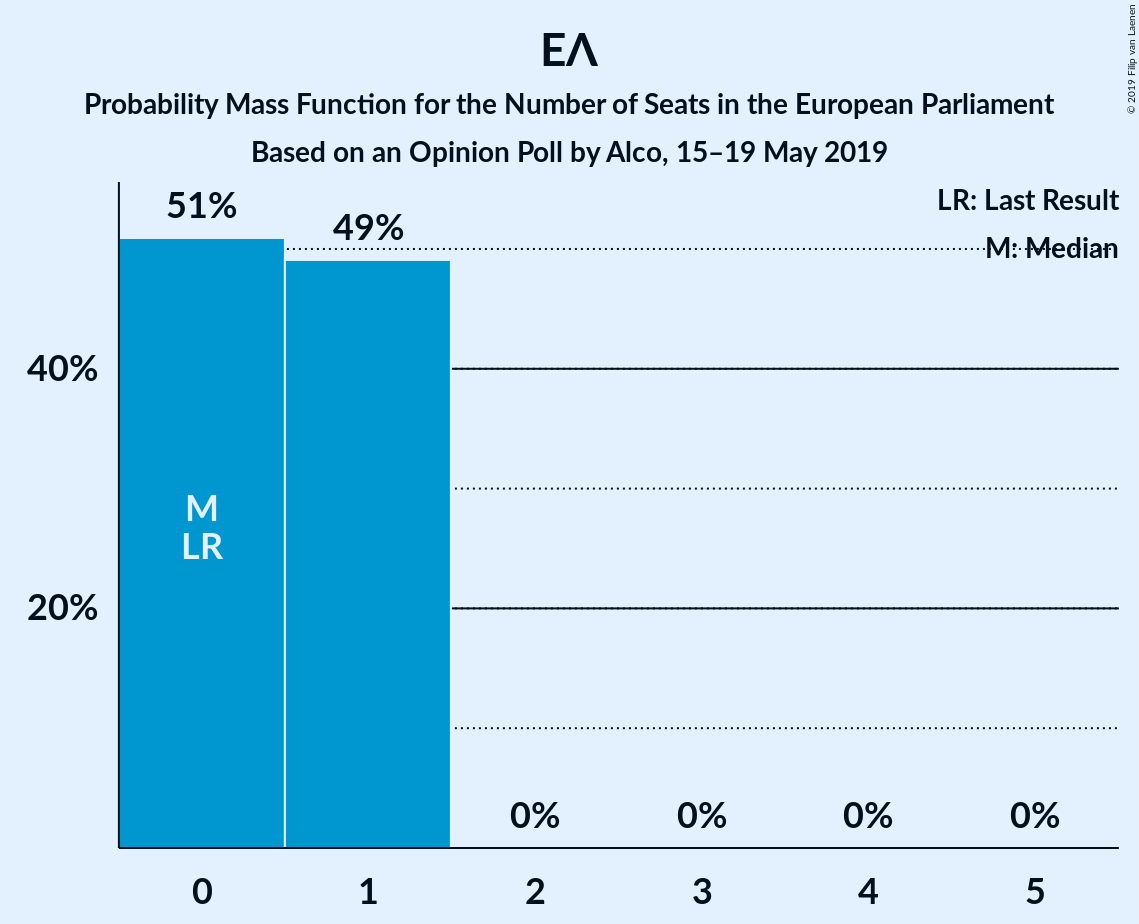 ΕΛ
Probability Mass Function for the Number of Seats in the European Parliament
Based on an Opinion Poll by Alco, 15–19 May 2019
© 2019 Filip van Laenen
LR: Last Result
M: Median
51%
49%
40%
20%
M
LR
0%
0%
0%
0%
0
1
2
3
4
5